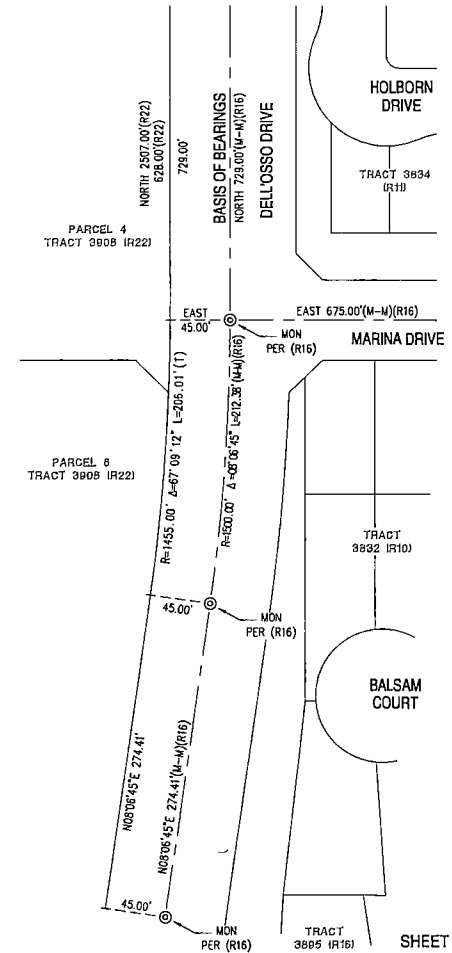 HOLBORN
DRIVE
NORTH 2507.00'(R22)
628.00'(R22)
729.00'
BASIS OF BEARINGS
NORTH 729.00'(M-M)(R16)
DELL'OSSO DRIVE
TRACT 3834
(R11)
PARCEL 4
TRACT 3908 (R22)
EAST
45.00'
EAST 675.00'(M-M)(R16)
MON
PER (R16)
MARINA DRIVE
R=1455.00' Δ=67°09'12" L=206.01' (T)
R=1500.00' Δ=08°06'45" L=212.38'(M-M)(R16)
PARCEL 6
TRACT 3908 (R22)
TRACT
3832 (R10)
45.00'
MON
PER (R16)
BALSAM
COURT
N08°06'45"E 274.41'
N08°06'45"E 274.41'(M-M)(R16)
45.00'
MON
PER (R16)
TRACT
3895 (R16)
SHEET